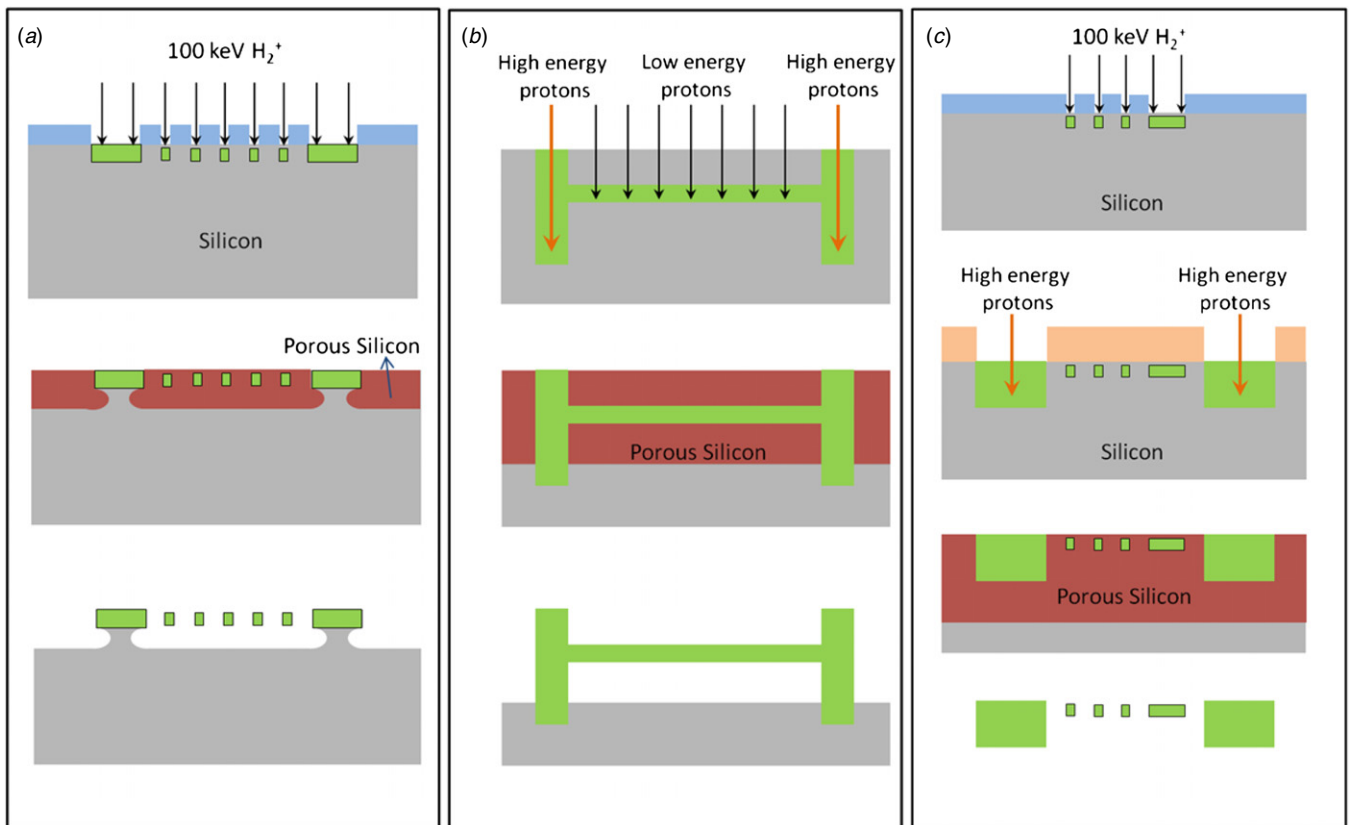 (a)
100 keV H₂⁺
Silicon
Porous Silicon
(b)
High energy
protons
Low energy
protons
High energy
protons
Porous Silicon
(c)
100 keV H₂⁺
Silicon
High energy
protons
High energy
protons
Silicon
Porous Silicon